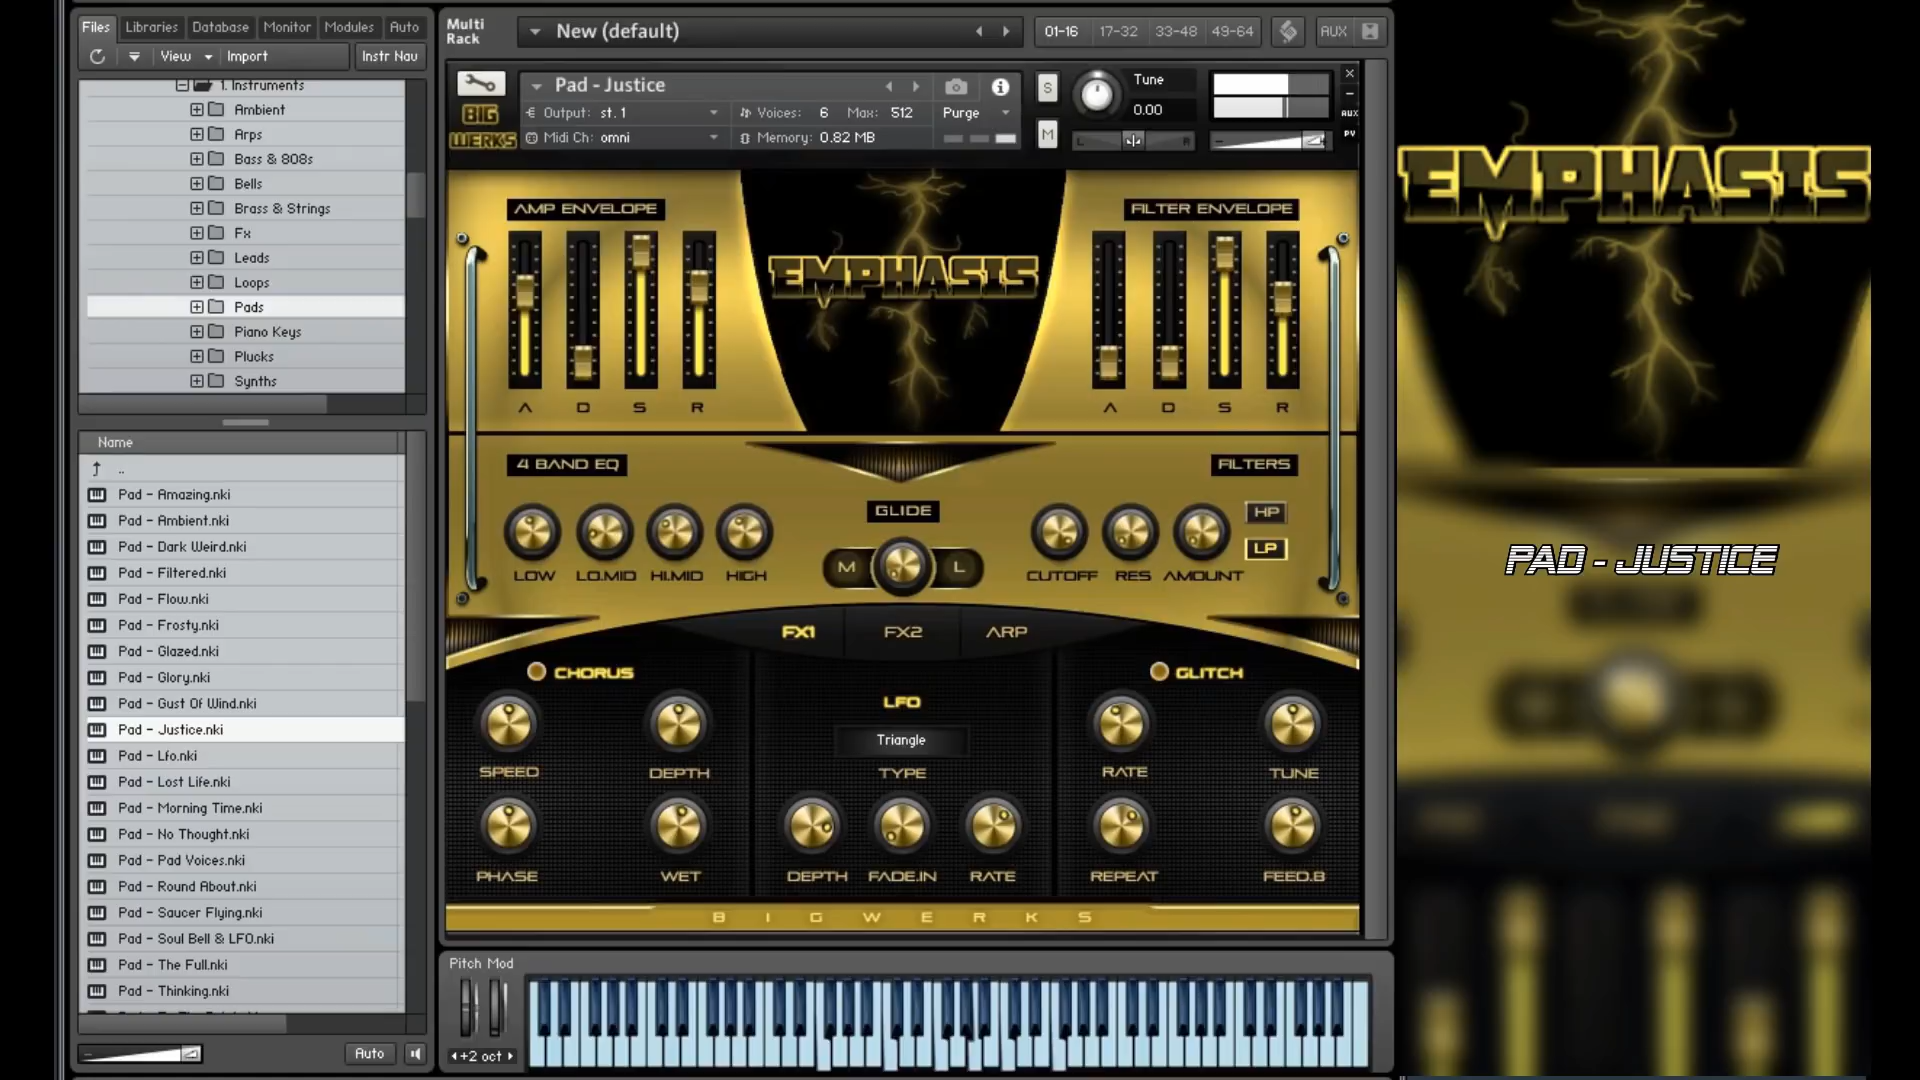 Files Libraries Database Monitor Modules Auto
View Import Instr Nav
1. Instruments
Ambient
Arps
Bass & 808s
Bells
Brass & Strings
Fx
Leads
Loops
Pads
Piano Keys
Plucks
Synths
Name
..
Pad - Amazing.nki
Pad - Ambient.nki
Pad - Dark Weird.nki
Pad - Filtered.nki
Pad - Flow.nki
Pad - Frosty.nki
Pad - Glazed.nki
Pad - Glory.nki
Pad - Gust Of Wind.nki
Pad - Justice.nki
Pad - Lfo.nki
Pad - Lost Life.nki
Pad - Morning Time.nki
Pad - No Thought.nki
Pad - Pad Voices.nki
Pad - Round About.nki
Pad - Saucer Flying.nki
Pad - Soul Bell & LFO.nki
Pad - The Full.nki
Pad - Thinking.nki
Auto
Multi
Rack
New (default)
01-16 17-32 33-48 49-64 AUX
Pad - Justice
BIG
WERKS
Output: st. 1 Voices: 6 Max: 512 Purge
Midi Ch: omni Memory: 0.82 MB
S
M
Tune
0.00
L R
AUX
PV
AMP ENVELOPE
EMPHASIS
FILTER ENVELOPE
A D S R
A D S R
4 BAND EQ
FILTERS
GLIDE
HP
LP
M L
LOW LO.MID HI.MID HIGH
CUTOFF RES AMOUNT
FX1 FX2 ARP
CHORUS
LFO
GLITCH
Triangle
SPEED DEPTH TYPE RATE TUNE
PHASE WET DEPTH FADE.IN RATE REPEAT FEED.B
B I G W E R K S
Pitch Mod
+2 oct
EMPHASIS
PAD - JUSTICE